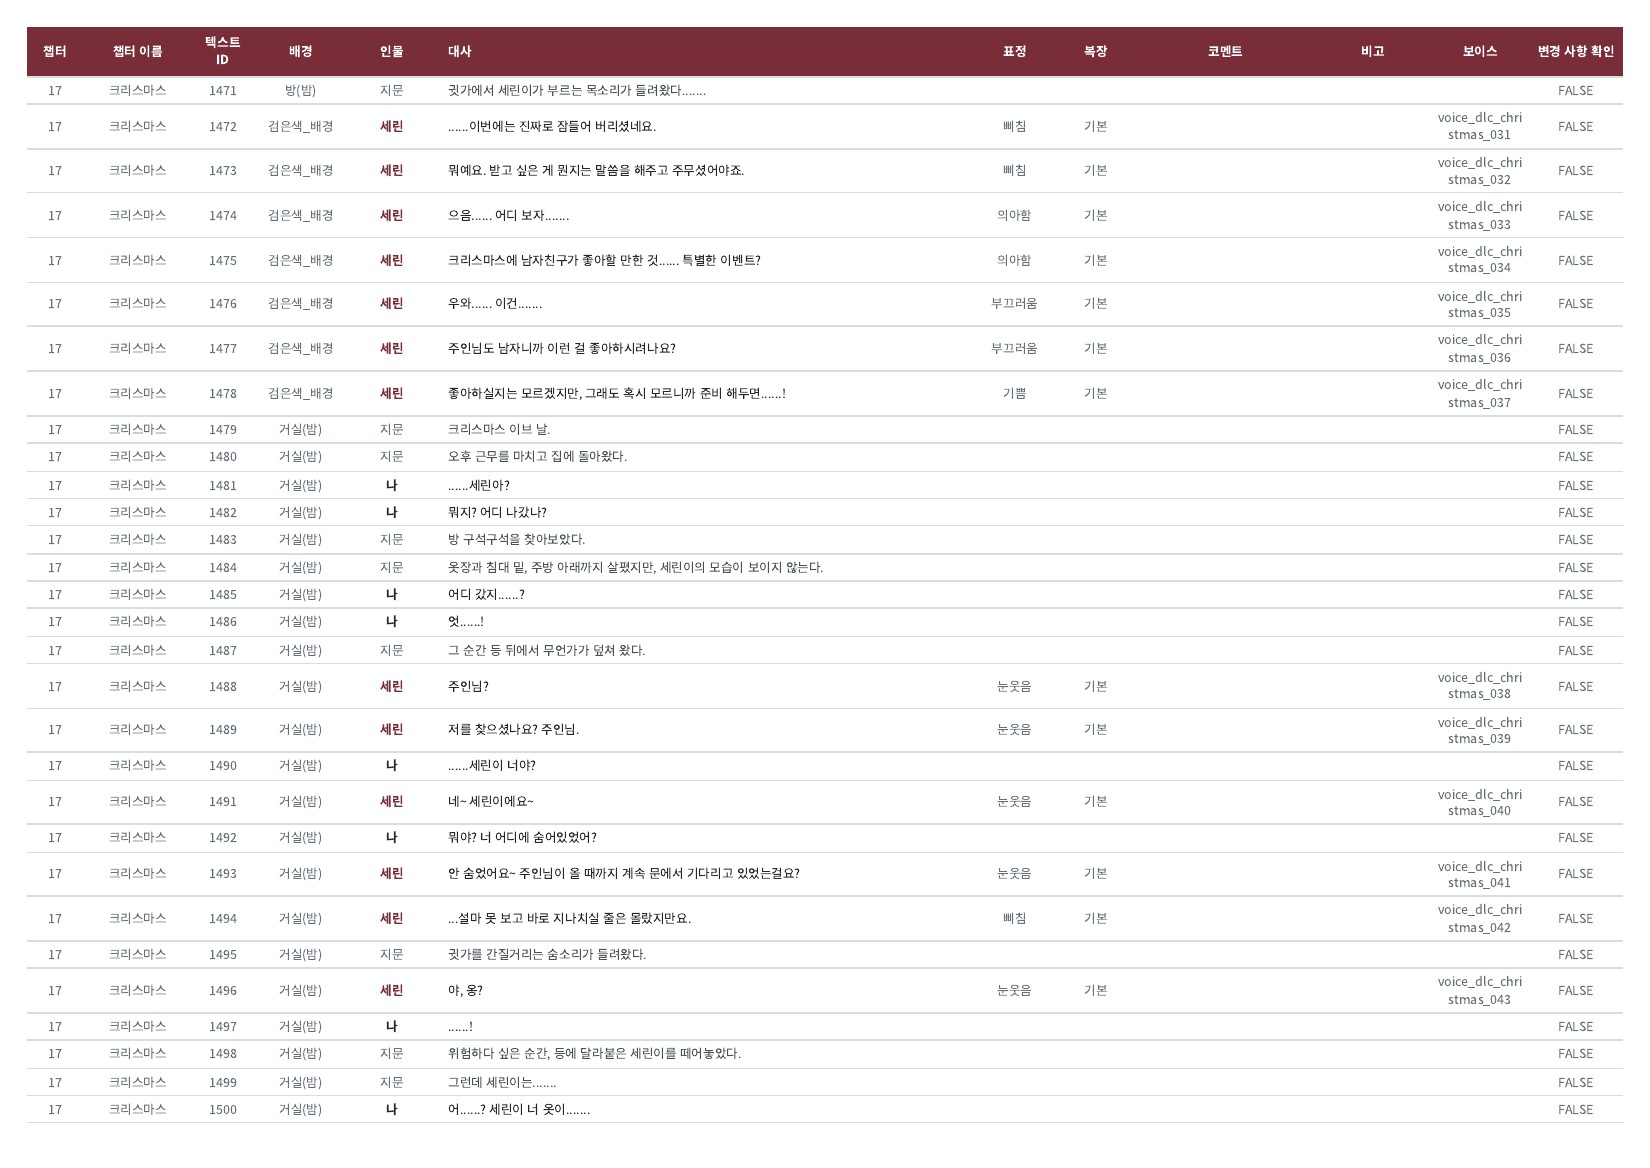 챕터 챕터 이름 텍스트 ID 배경 인물 대사 표정 복장 코멘트 비고 보이스 변경 사항 확인
17 크리스마스 1471 방(밤) 지문 귓가에서 세린이가 부르는 목소리가 들려왔다....... FALSE
17 크리스마스 1472 검은색_배경 세린 ......이번에는 진짜로 잠들어 버리셨네요. 삐침 기본 voice_dlc_christmas_031 FALSE
17 크리스마스 1473 검은색_배경 세린 뭐예요. 받고 싶은 게 뭔지는 말씀을 해주고 주무셨어야죠. 삐침 기본 voice_dlc_christmas_032 FALSE
17 크리스마스 1474 검은색_배경 세린 으음...... 어디 보자....... 의아함 기본 voice_dlc_christmas_033 FALSE
17 크리스마스 1475 검은색_배경 세린 크리스마스에 남자친구가 좋아할 만한 것...... 특별한 이벤트? 의아함 기본 voice_dlc_christmas_034 FALSE
17 크리스마스 1476 검은색_배경 세린 우와...... 이건....... 부끄러움 기본 voice_dlc_christmas_035 FALSE
17 크리스마스 1477 검은색_배경 세린 주인님도 남자니까 이런 걸 좋아하시려나요? 부끄러움 기본 voice_dlc_christmas_036 FALSE
17 크리스마스 1478 검은색_배경 세린 좋아하실지는 모르겠지만, 그래도 혹시 모르니까 준비 해두면......! 기쁨 기본 voice_dlc_christmas_037 FALSE
17 크리스마스 1479 거실(밤) 지문 크리스마스 이브 날. FALSE
17 크리스마스 1480 거실(밤) 지문 오후 근무를 마치고 집에 돌아왔다. FALSE
17 크리스마스 1481 거실(밤) 나 ......세린아? FALSE
17 크리스마스 1482 거실(밤) 나 뭐지? 어디 나갔나? FALSE
17 크리스마스 1483 거실(밤) 지문 방 구석구석을 찾아보았다. FALSE
17 크리스마스 1484 거실(밤) 지문 옷장과 침대 밑, 주방 아래까지 살폈지만, 세린이의 모습이 보이지 않는다. FALSE
17 크리스마스 1485 거실(밤) 나 어디 갔지......? FALSE
17 크리스마스 1486 거실(밤) 나 엇......! FALSE
17 크리스마스 1487 거실(밤) 지문 그 순간 등 뒤에서 무언가가 덮쳐 왔다. FALSE
17 크리스마스 1488 거실(밤) 세린 주인님? 눈웃음 기본 voice_dlc_christmas_038 FALSE
17 크리스마스 1489 거실(밤) 세린 저를 찾으셨나요? 주인님. 눈웃음 기본 voice_dlc_christmas_039 FALSE
17 크리스마스 1490 거실(밤) 나 ......세린이 너야? FALSE
17 크리스마스 1491 거실(밤) 세린 네~ 세린이에요~ 눈웃음 기본 voice_dlc_christmas_040 FALSE
17 크리스마스 1492 거실(밤) 나 뭐야? 너 어디에 숨어있었어? FALSE
17 크리스마스 1493 거실(밤) 세린 안 숨었어요~ 주인님이 올 때까지 계속 문에서 기다리고 있었는걸요? 눈웃음 기본 voice_dlc_christmas_041 FALSE
17 크리스마스 1494 거실(밤) 세린 ...설마 못 보고 바로 지나치실 줄은 몰랐지만요. 삐침 기본 voice_dlc_christmas_042 FALSE
17 크리스마스 1495 거실(밤) 지문 귓가를 간질거리는 숨소리가 들려왔다. FALSE
17 크리스마스 1496 거실(밤) 세린 야, 옹? 눈웃음 기본 voice_dlc_christmas_043 FALSE
17 크리스마스 1497 거실(밤) 나 ......! FALSE
17 크리스마스 1498 거실(밤) 지문 위험하다 싶은 순간, 등에 달라붙은 세린이를 떼어놓았다. FALSE
17 크리스마스 1499 거실(밤) 지문 그런데 세린이는....... FALSE
17 크리스마스 1500 거실(밤) 나 어......? 세린이 너 옷이....... FALSE